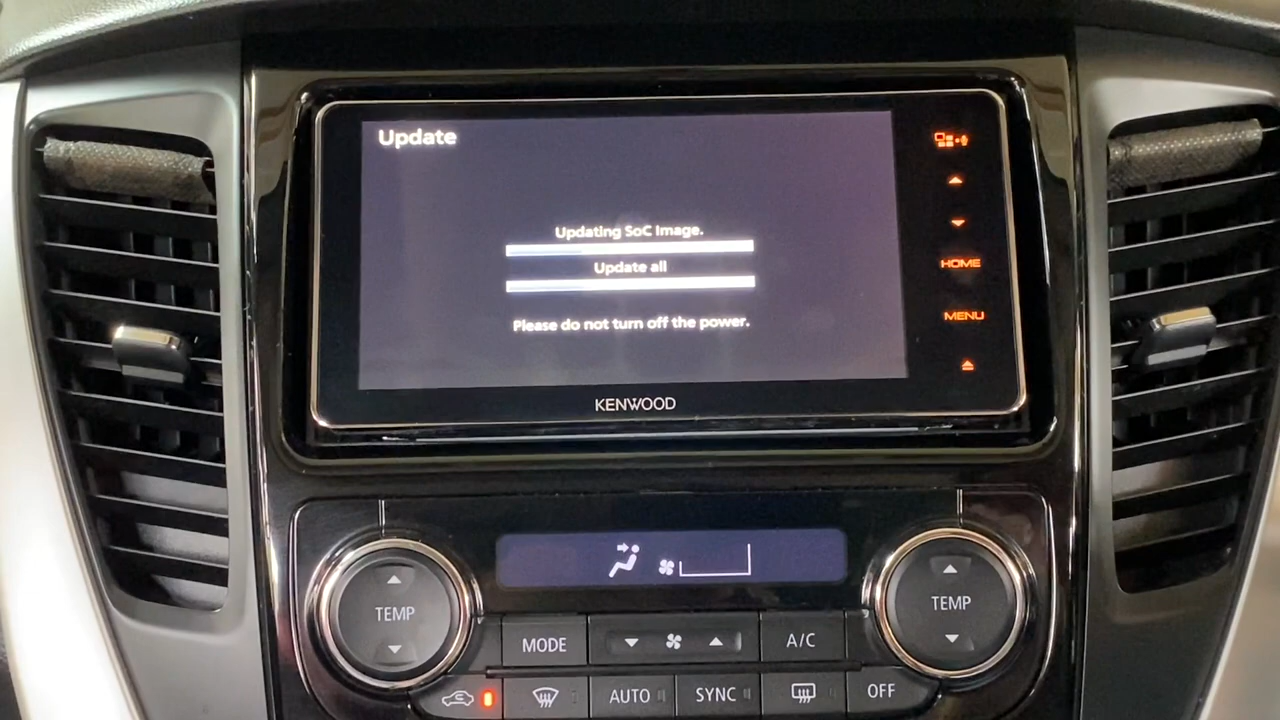 Update
Updating SoC Image.
Update all
Please do not turn off the power.
HOME
MENU
KENWOOD
TEMP
TEMP
MODE
A/C
AUTO
SYNC
OFF